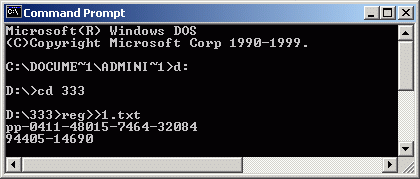 Command Prompt
Microsoft(R) Windows DOS
(C)Copyright Microsoft Corp 1990-1999.
C:\DOCUME~1\ADMINI~1>d:
D:\>cd 333
D:\333>reg>>1.txt
pp-0411-48015-7464-32084
94405-14690